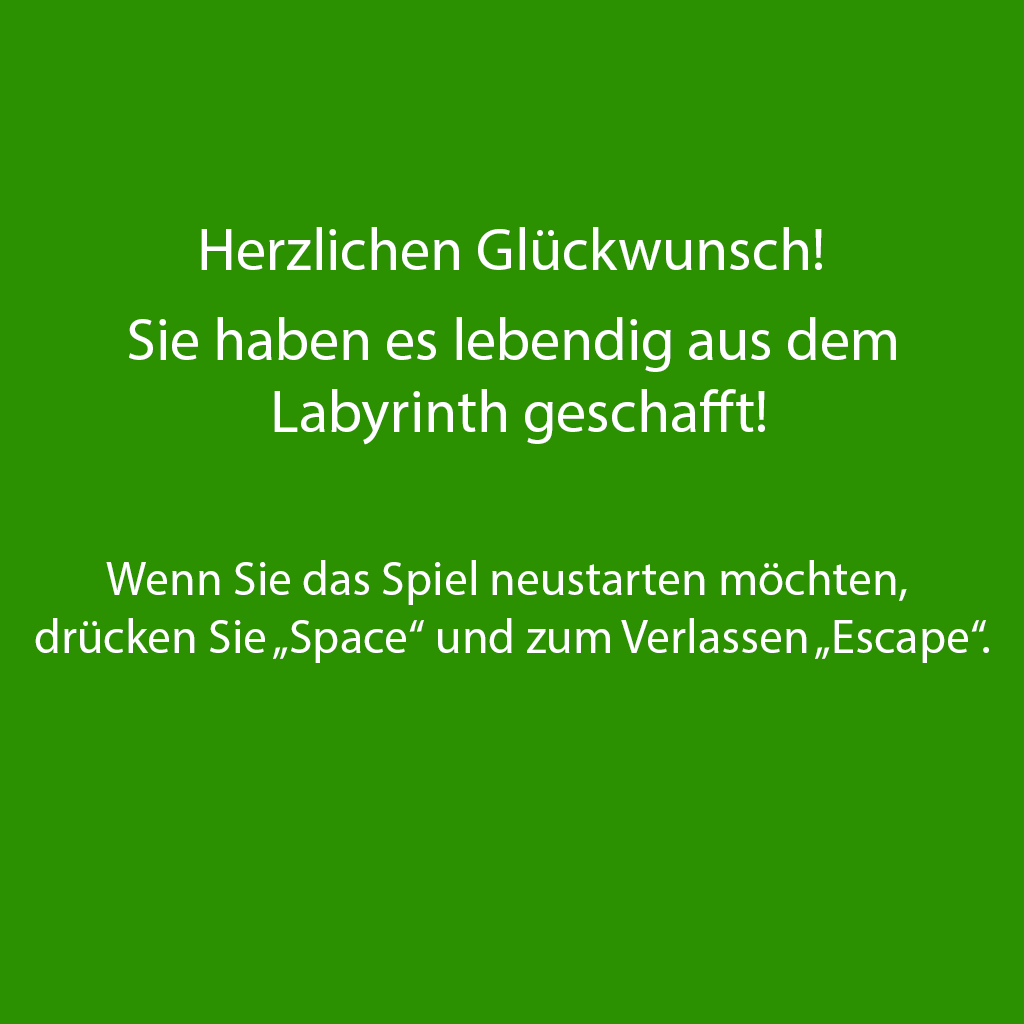 Herzlichen Glückwunsch!
Sie haben es lebendig aus dem
Labyrinth geschafft!
Wenn Sie das Spiel neustarten möchten,
drücken Sie „Space“ und zum Verlassen „Escape“.